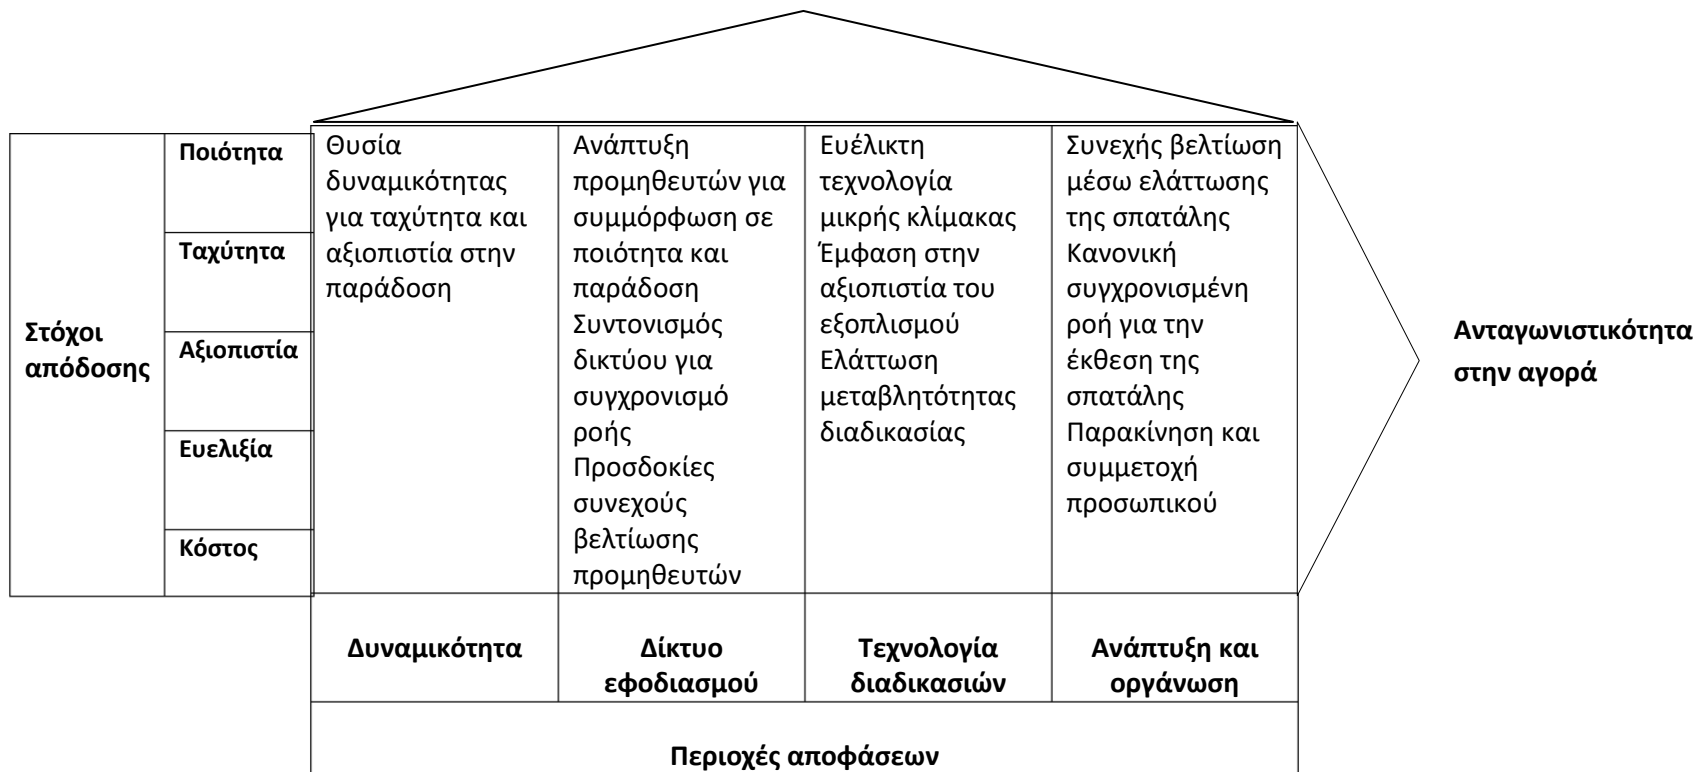 Στόχοι
απόδοσης
Ποιότητα
Ταχύτητα
Αξιοπιστία
Ευελιξία
Κόστος
Θυσία
δυναμικότητας
για ταχύτητα και
αξιοπιστία στην
παράδοση
Ανάπτυξη
προμηθευτών για
συμμόρφωση σε
ποιότητα και
παράδοση
Συντονισμός
δικτύου για
συγχρονισμό
ροής
Προσδοκίες
συνεχούς
βελτίωσης
προμηθευτών
Ευέλικτη
τεχνολογία
μικρής κλίμακας
Έμφαση στην
αξιοπιστία του
εξοπλισμού
Ελάττωση
μεταβλητότητας
διαδικασίας
Συνεχής βελτίωση
μέσω ελάττωσης
της σπατάλης
Κανονική
συγχρονισμένη
ροή για την
έκθεση της
σπατάλης
Παρακίνηση και
συμμετοχή
προσωπικού
Ανταγωνιστικότητα
στην αγορά
Δυναμικότητα
Δίκτυο
εφοδιασμού
Τεχνολογία
διαδικασιών
Ανάπτυξη και
οργάνωση
Περιοχές αποφάσεων